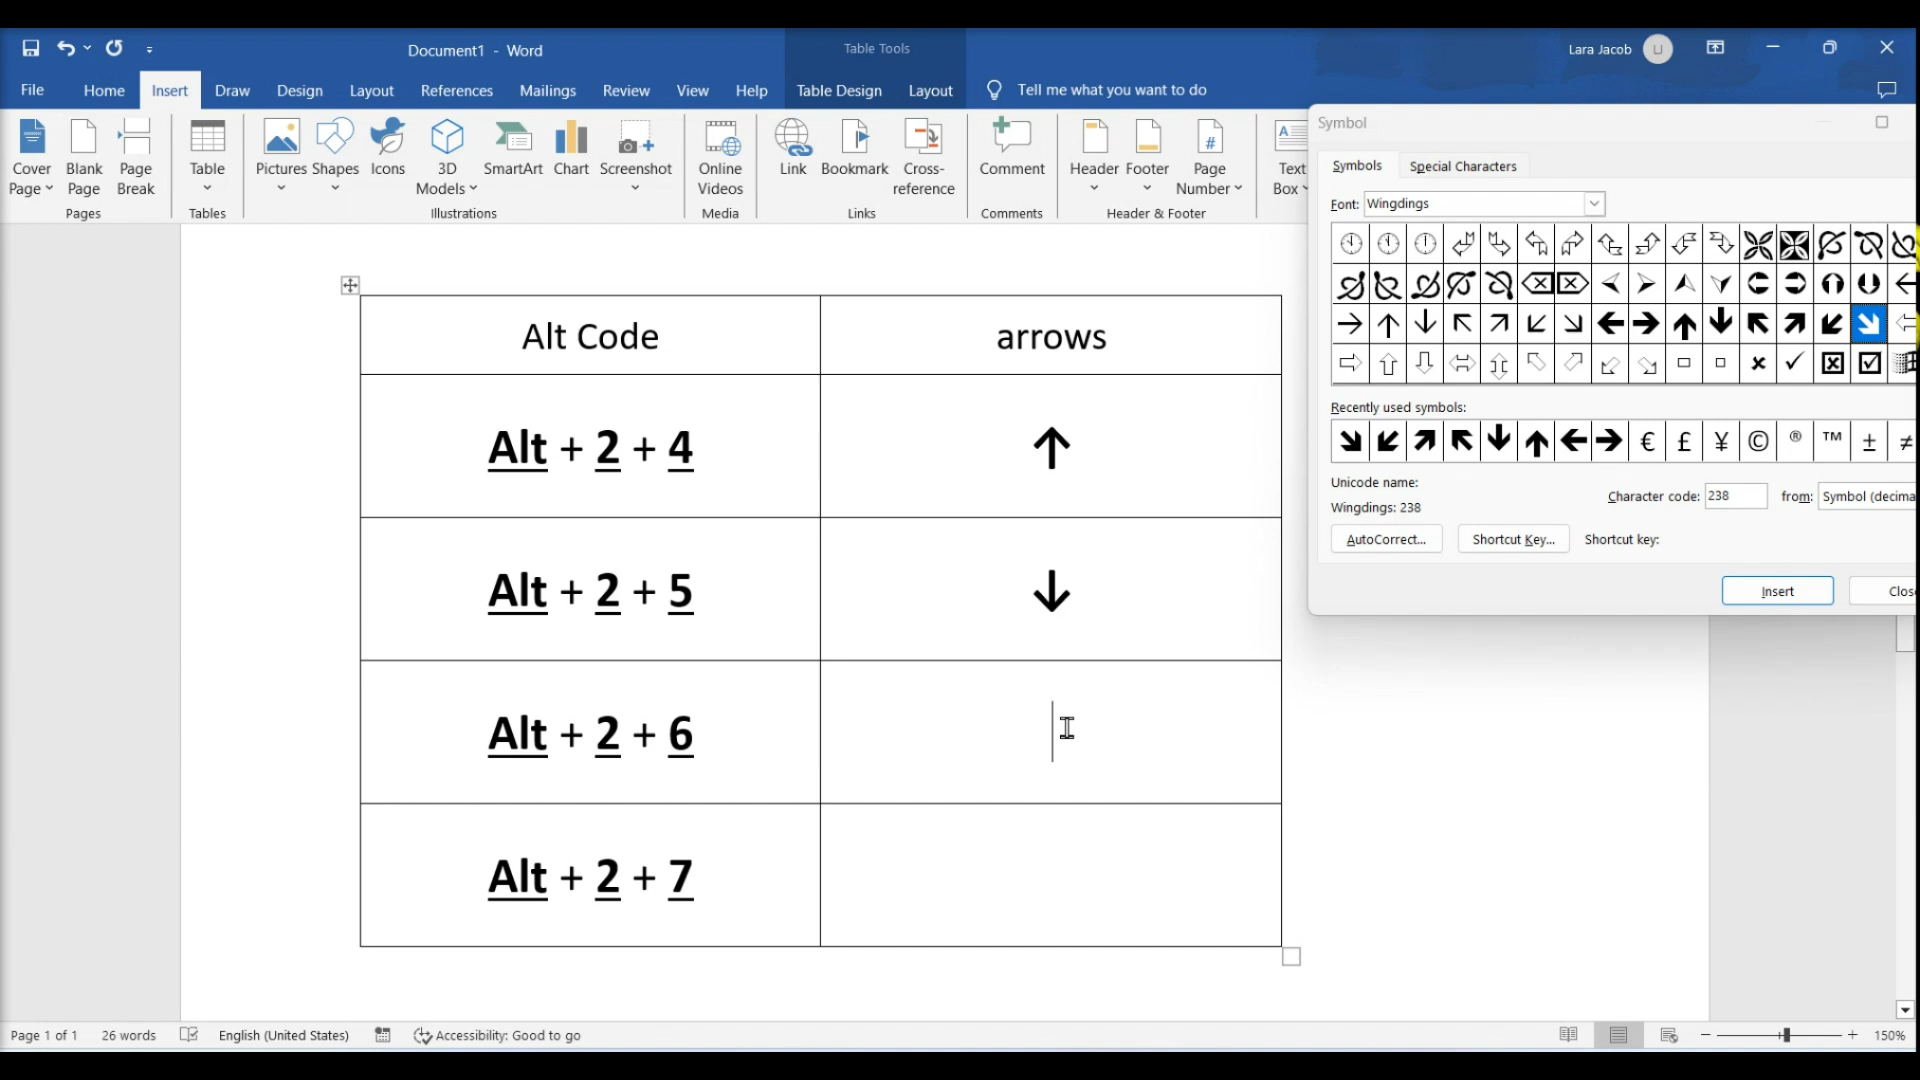 Document1 - Word
Table Tools
Lara Jacob
LJ
File Home Insert Draw Design Layout References Mailings Review View Help Table Design Layout Tell me what you want to do
Cover Page
Blank Page
Page Break
Pages
Table
Tables
Pictures
Shapes
Icons
3D Models
SmartArt
Chart
Screenshot
Illustrations
Online Videos
Media
Link
Bookmark
Cross-reference
Links
Comment
Comments
Header
Footer
Page Number
Header & Footer
Text Box
Symbol
Symbols Special Characters
Font: Wingdings
Recently used symbols:
€ £ ¥ © ® ™ ± ≠
Unicode name:
Wingdings: 238
Character code: 238 from: Symbol (decima
AutoCorrect... Shortcut Key... Shortcut key:
Insert Clos
Alt Code arrows
Alt + 2 + 4 ↑
Alt + 2 + 5 ↓
Alt + 2 + 6
Alt + 2 + 7
Page 1 of 1 26 words English (United States) Accessibility: Good to go 150%